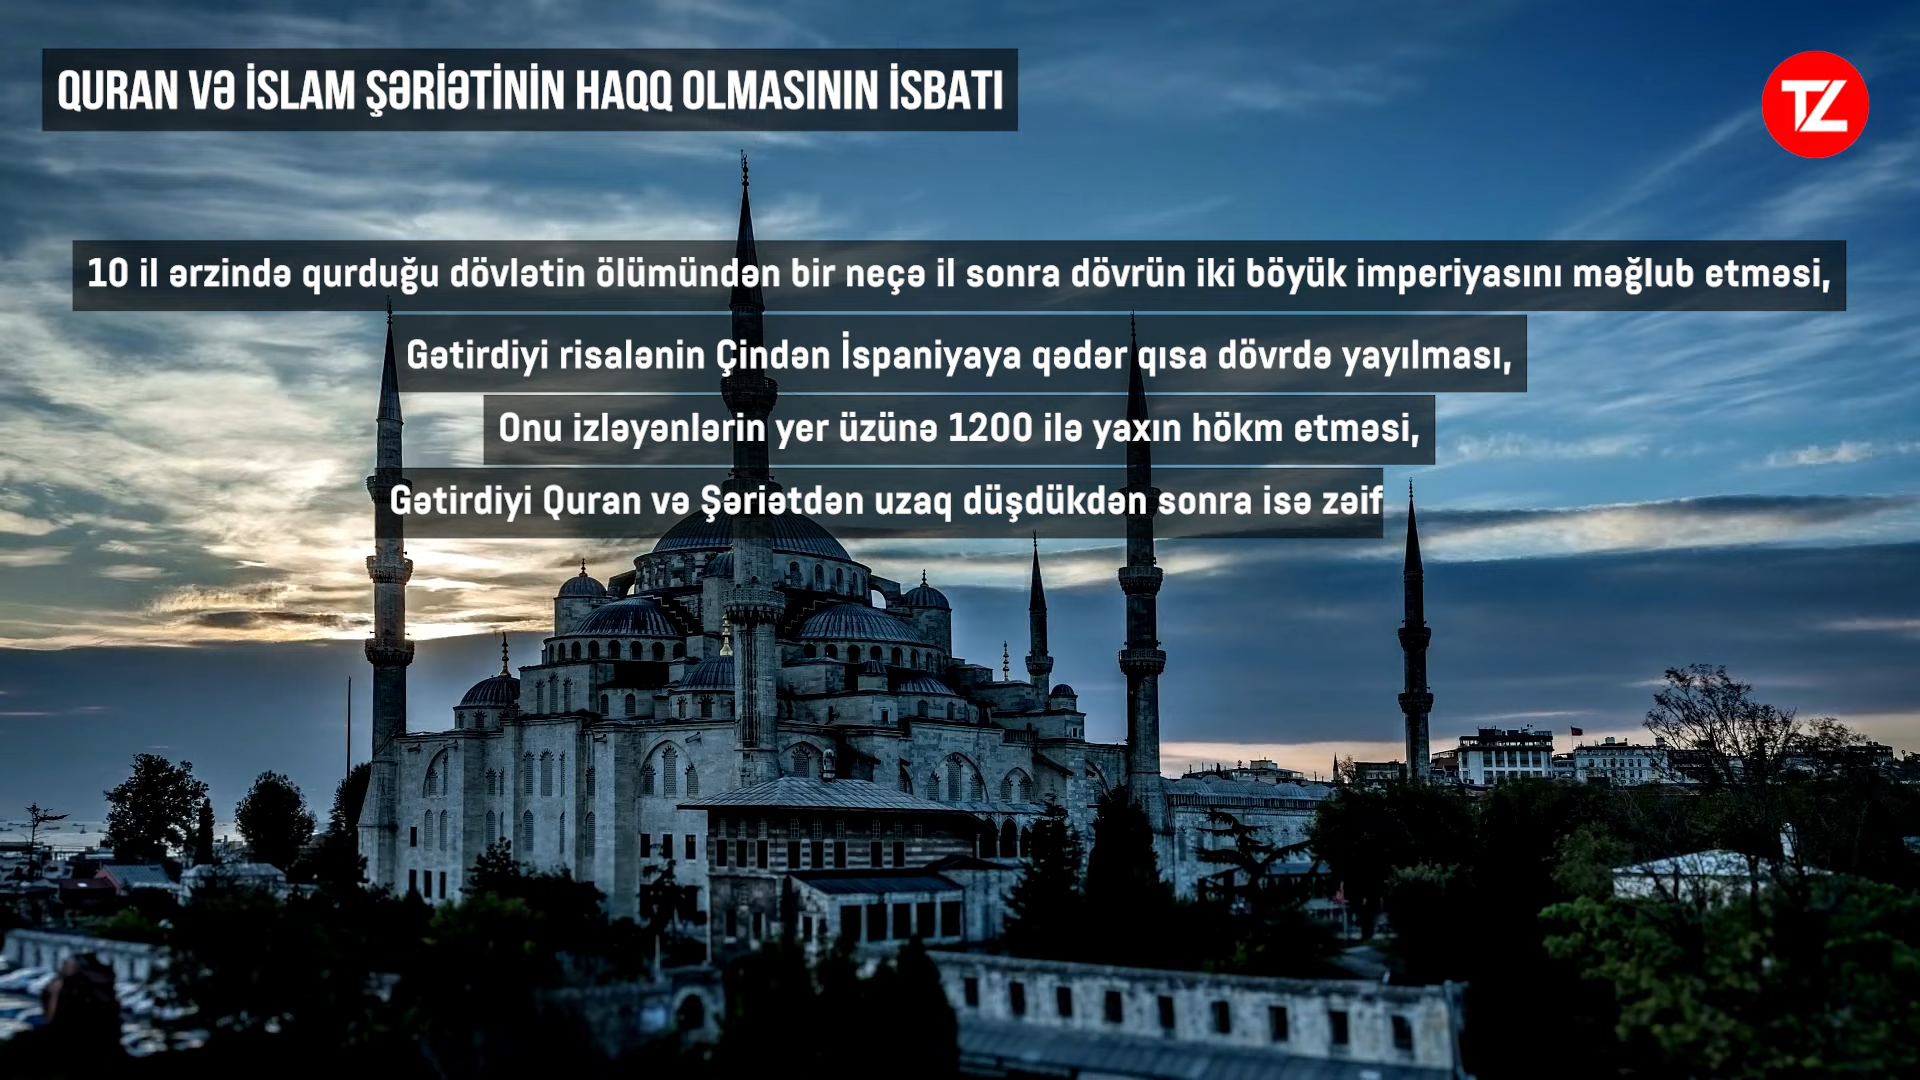 QURAN VƏ İSLAM ŞƏRİƏTİNİN HAQQ OLMASININ İSBATI
TZ
10 il ərzində qurduğu dövlətin ölümündən bir neçə il sonra dövrün iki böyük imperiyasını məğlub etməsi,
Gətirdiyi risalənin Çindən İspaniyaya qədər qısa dövrdə yayılması,
Onu izləyənlərin yer üzünə 1200 ilə yaxın hökm etməsi,
Gətirdiyi Quran və Şəriətdən uzaq düşdükdən sonra isə zəif